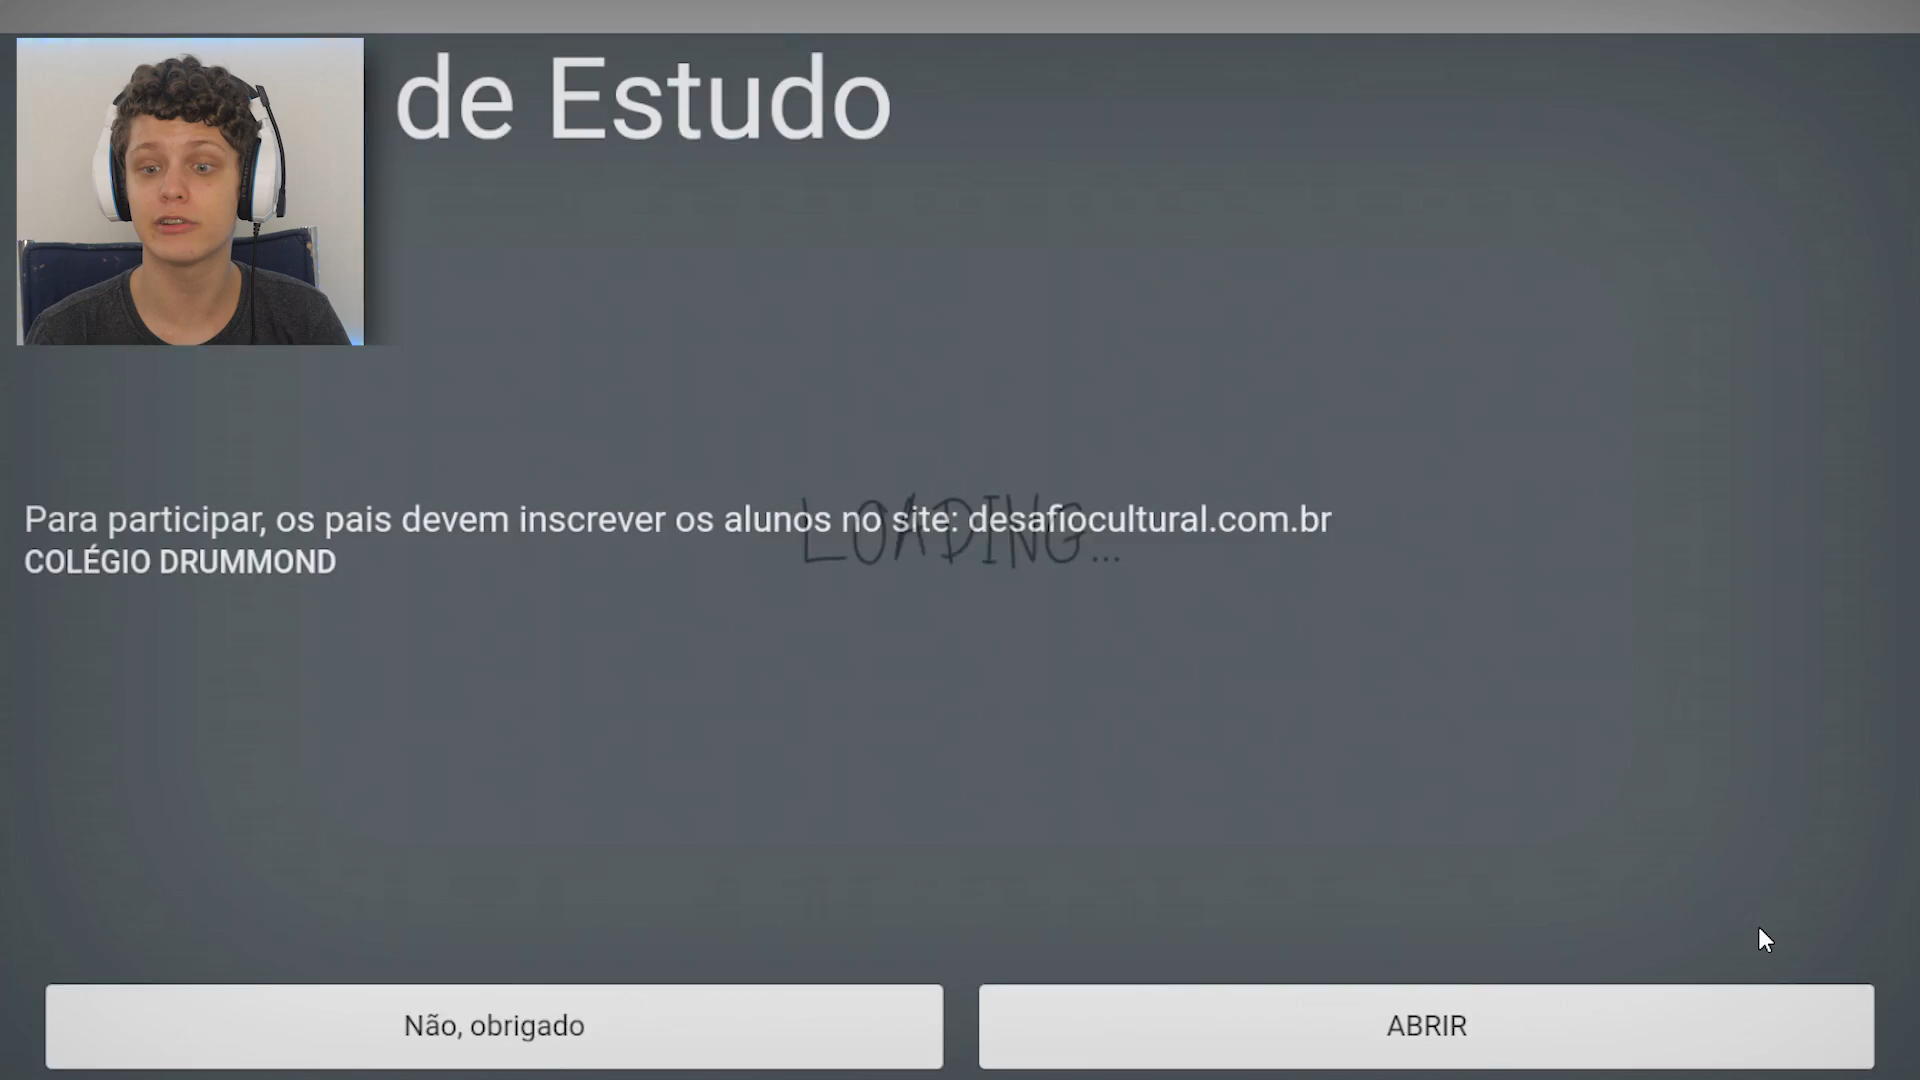 de Estudo
Para participar, os pais devem inscrever os alunos no site: desafiocultural.com.br
LOADING...
COLÉGIO DRUMMOND
Não, obrigado
ABRIR